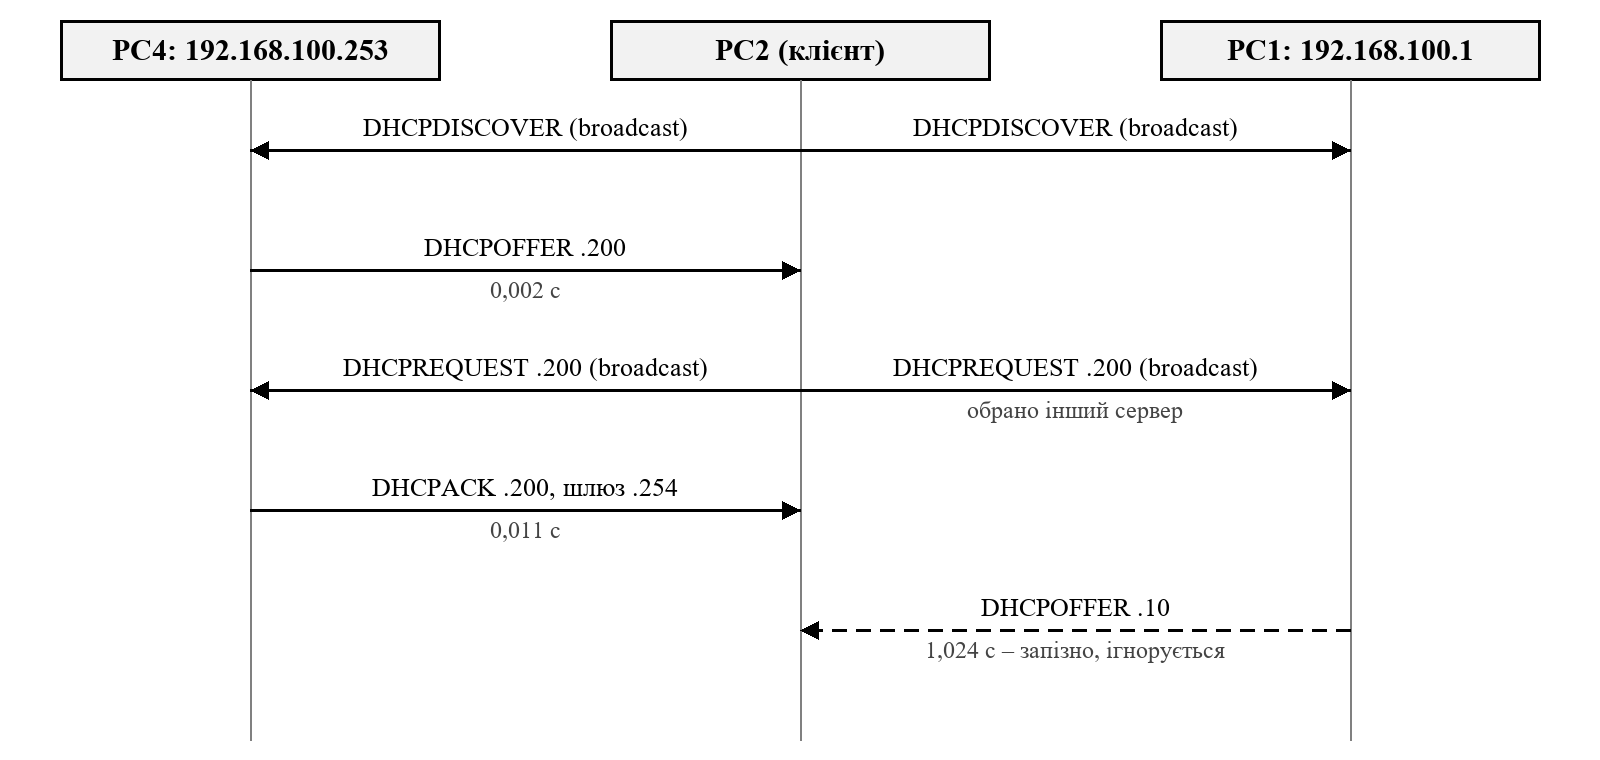 PC4: 192.168.100.253
PC2 (клієнт)
PC1: 192.168.100.1
DHCPDISCOVER (broadcast)
DHCPDISCOVER (broadcast)
DHCPOFFER .200
0,002 с
DHCPREQUEST .200 (broadcast)
DHCPREQUEST .200 (broadcast)
обрано інший сервер
DHCPACK .200, шлюз .254
0,011 с
DHCPOFFER .10
1,024 с – запізно, ігнорується